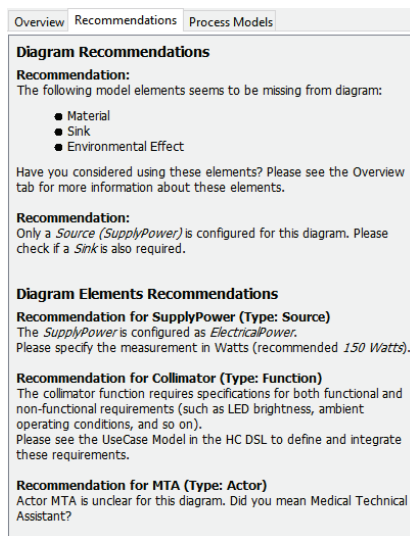 Overview Recommendations Process Models
Diagram Recommendations
Recommendation:
The following model elements seems to be missing from diagram:
● Material
● Sink
● Environmental Effect
Have you considered using these elements? Please see the Overview
tab for more information about these elements.
Recommendation:
Only a Source (SupplyPower) is configured for this diagram. Please
check if a Sink is also required.
Diagram Elements Recommendations
Recommendation for SupplyPower (Type: Source)
The SupplyPower is configured as ElectricalPower.
Please specify the measurement in Watts (recommended 150 Watts).
Recommendation for Collimator (Type: Function)
The collimator function requires specifications for both functional and
non-functional requirements (such as LED brightness, ambient
operating conditions, and so on).
Please see the UseCase Model in the HC DSL to define and integrate
these requirements.
Recommendation for MTA (Type: Actor)
Actor MTA is unclear for this diagram. Did you mean Medical Technical
Assistant?